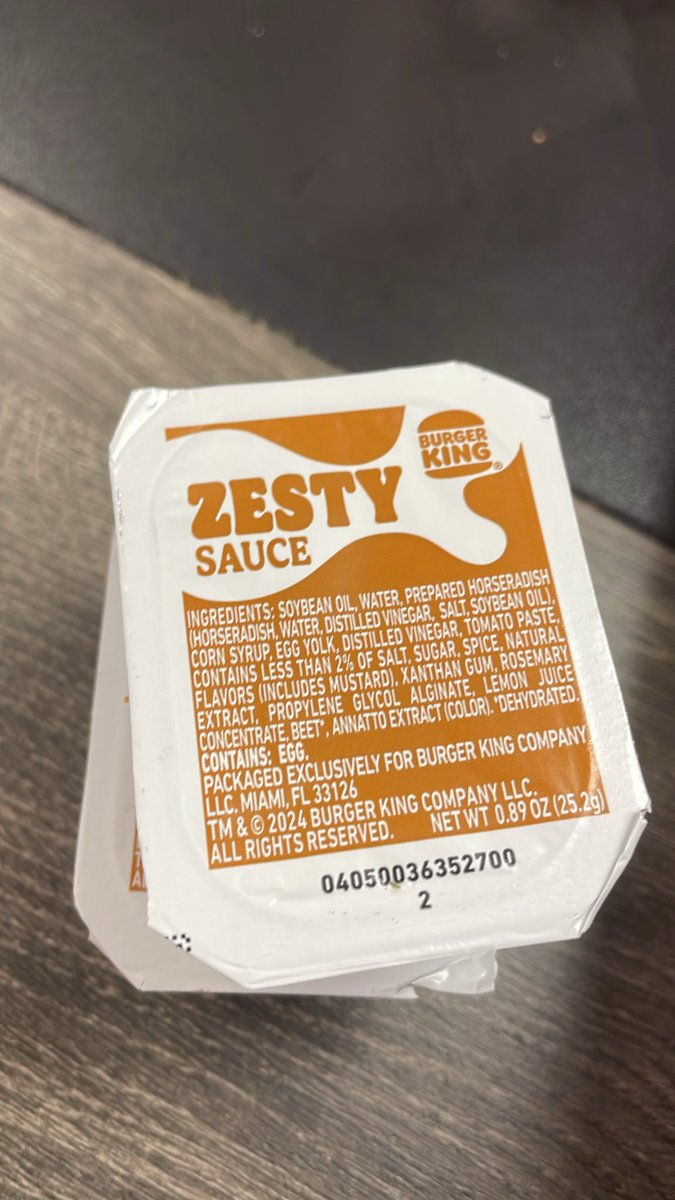 BURGER
KING®
ZESTY
SAUCE
INGREDIENTS: SOYBEAN OIL, WATER, PREPARED HORSERADISH
(HORSERADISH, WATER, DISTILLED VINEGAR, SALT, SOYBEAN OIL),
CORN SYRUP, EGG YOLK, DISTILLED VINEGAR, TOMATO PASTE,
CONTAINS LESS THAN 2% OF SALT, SUGAR, SPICE, NATURAL
FLAVORS (INCLUDES MUSTARD), XANTHAN GUM, ROSEMARY
EXTRACT, PROPYLENE GLYCOL ALGINATE, LEMON JUICE
CONCENTRATE, BEET*, ANNATTO EXTRACT (COLOR). *DEHYDRATED.
CONTAINS: EGG.
PACKAGED EXCLUSIVELY FOR BURGER KING COMPANY
LLC. MIAMI, FL 33126
TM & © 2024 BURGER KING COMPANY LLC.
ALL RIGHTS RESERVED. NET WT 0.89 OZ (25.2g)
04050036352700
2